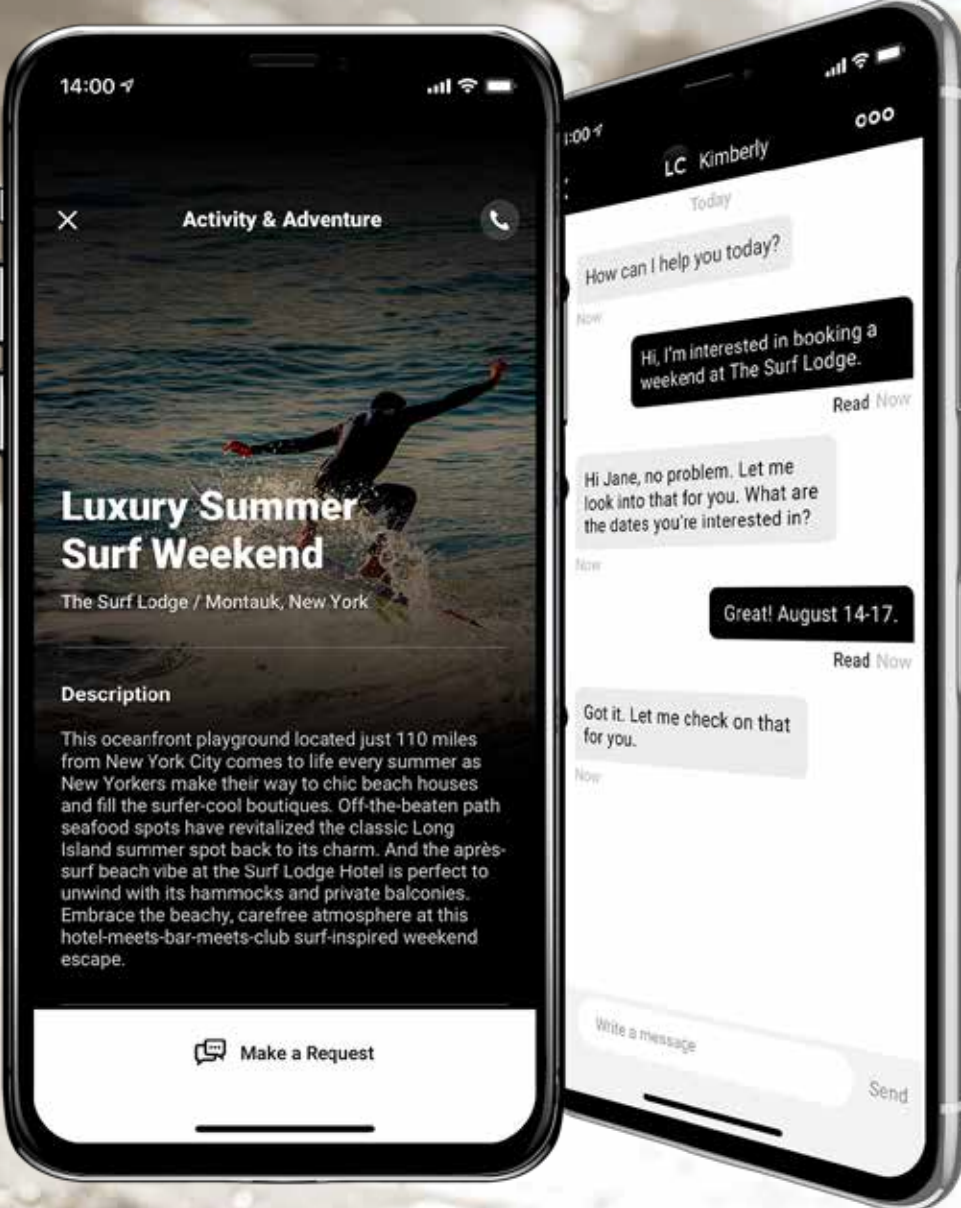 14:00
Activity & Adventure
Luxury Summer
Surf Weekend
The Surf Lodge / Montauk, New York
Description
This oceanfront playground located just 110 miles
from New York City comes to life every summer as
New Yorkers make their way to chic beach houses
and fill the surfer-cool boutiques. Off-the-beaten path
seafood spots have revitalized the classic Long
Island summer spot back to its charm. And the après-
surf beach vibe at the Surf Lodge Hotel is perfect to
unwind with its hammocks and private balconies.
Embrace the beachy, carefree atmosphere at this
hotel-meets-bar-meets-club surf-inspired weekend
escape.
Make a Request
:00
LC Kimberly
Today
How can I help you today?
Now
Hi, I'm interested in booking a
weekend at The Surf Lodge.
Read Now
Hi Jane, no problem. Let me
look into that for you. What are
the dates you're interested in?
Now
Great! August 14-17.
Read Now
Got it. Let me check on that
for you.
Now
Write a message
Send